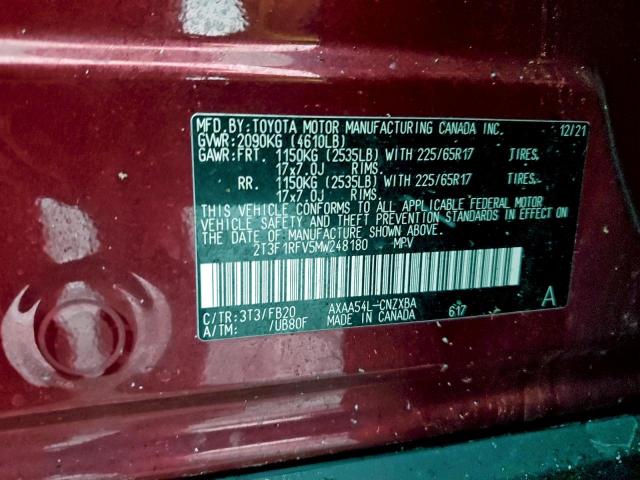 MFD.BY:TOYOTA MOTOR MANUFACTURING CANADA INC. 12/21
GVWR:2090KG (4610LB)
GAWR:FRT. 1150KG (2535LB) WITH 225/65R17 TIRES.
17x7.0J RIMS.
RR. 1150KG (2535LB) WITH 225/65R17 TIRES.
17x7.0J RIMS.
THIS VEHICLE CONFORMS TO ALL APPLICABLE FEDERAL MOTOR
VEHICLE SAFETY AND THEFT PREVENTION STANDARDS IN EFFECT ON
THE DATE OF MANUFACTURE SHOWN ABOVE.
2T3F1RFV5MW248180 MPV
C/TR:3T3/FB20 AXAA54L-CNZXBA A
A/TM: /UB80F MADE IN CANADA 617